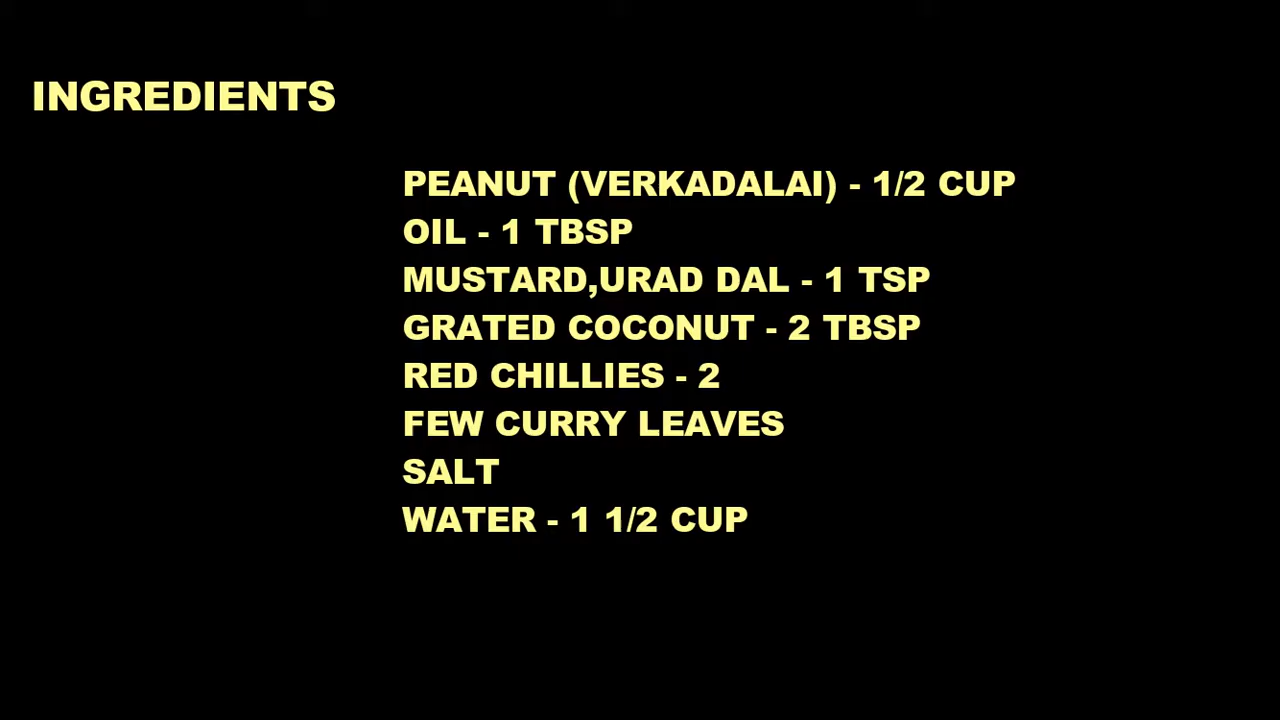 INGREDIENTS
PEANUT (VERKADALAI) - 1/2 CUP
OIL - 1 TBSP
MUSTARD,URAD DAL - 1 TSP
GRATED COCONUT - 2 TBSP
RED CHILLIES - 2
FEW CURRY LEAVES
SALT
WATER - 1 1/2 CUP